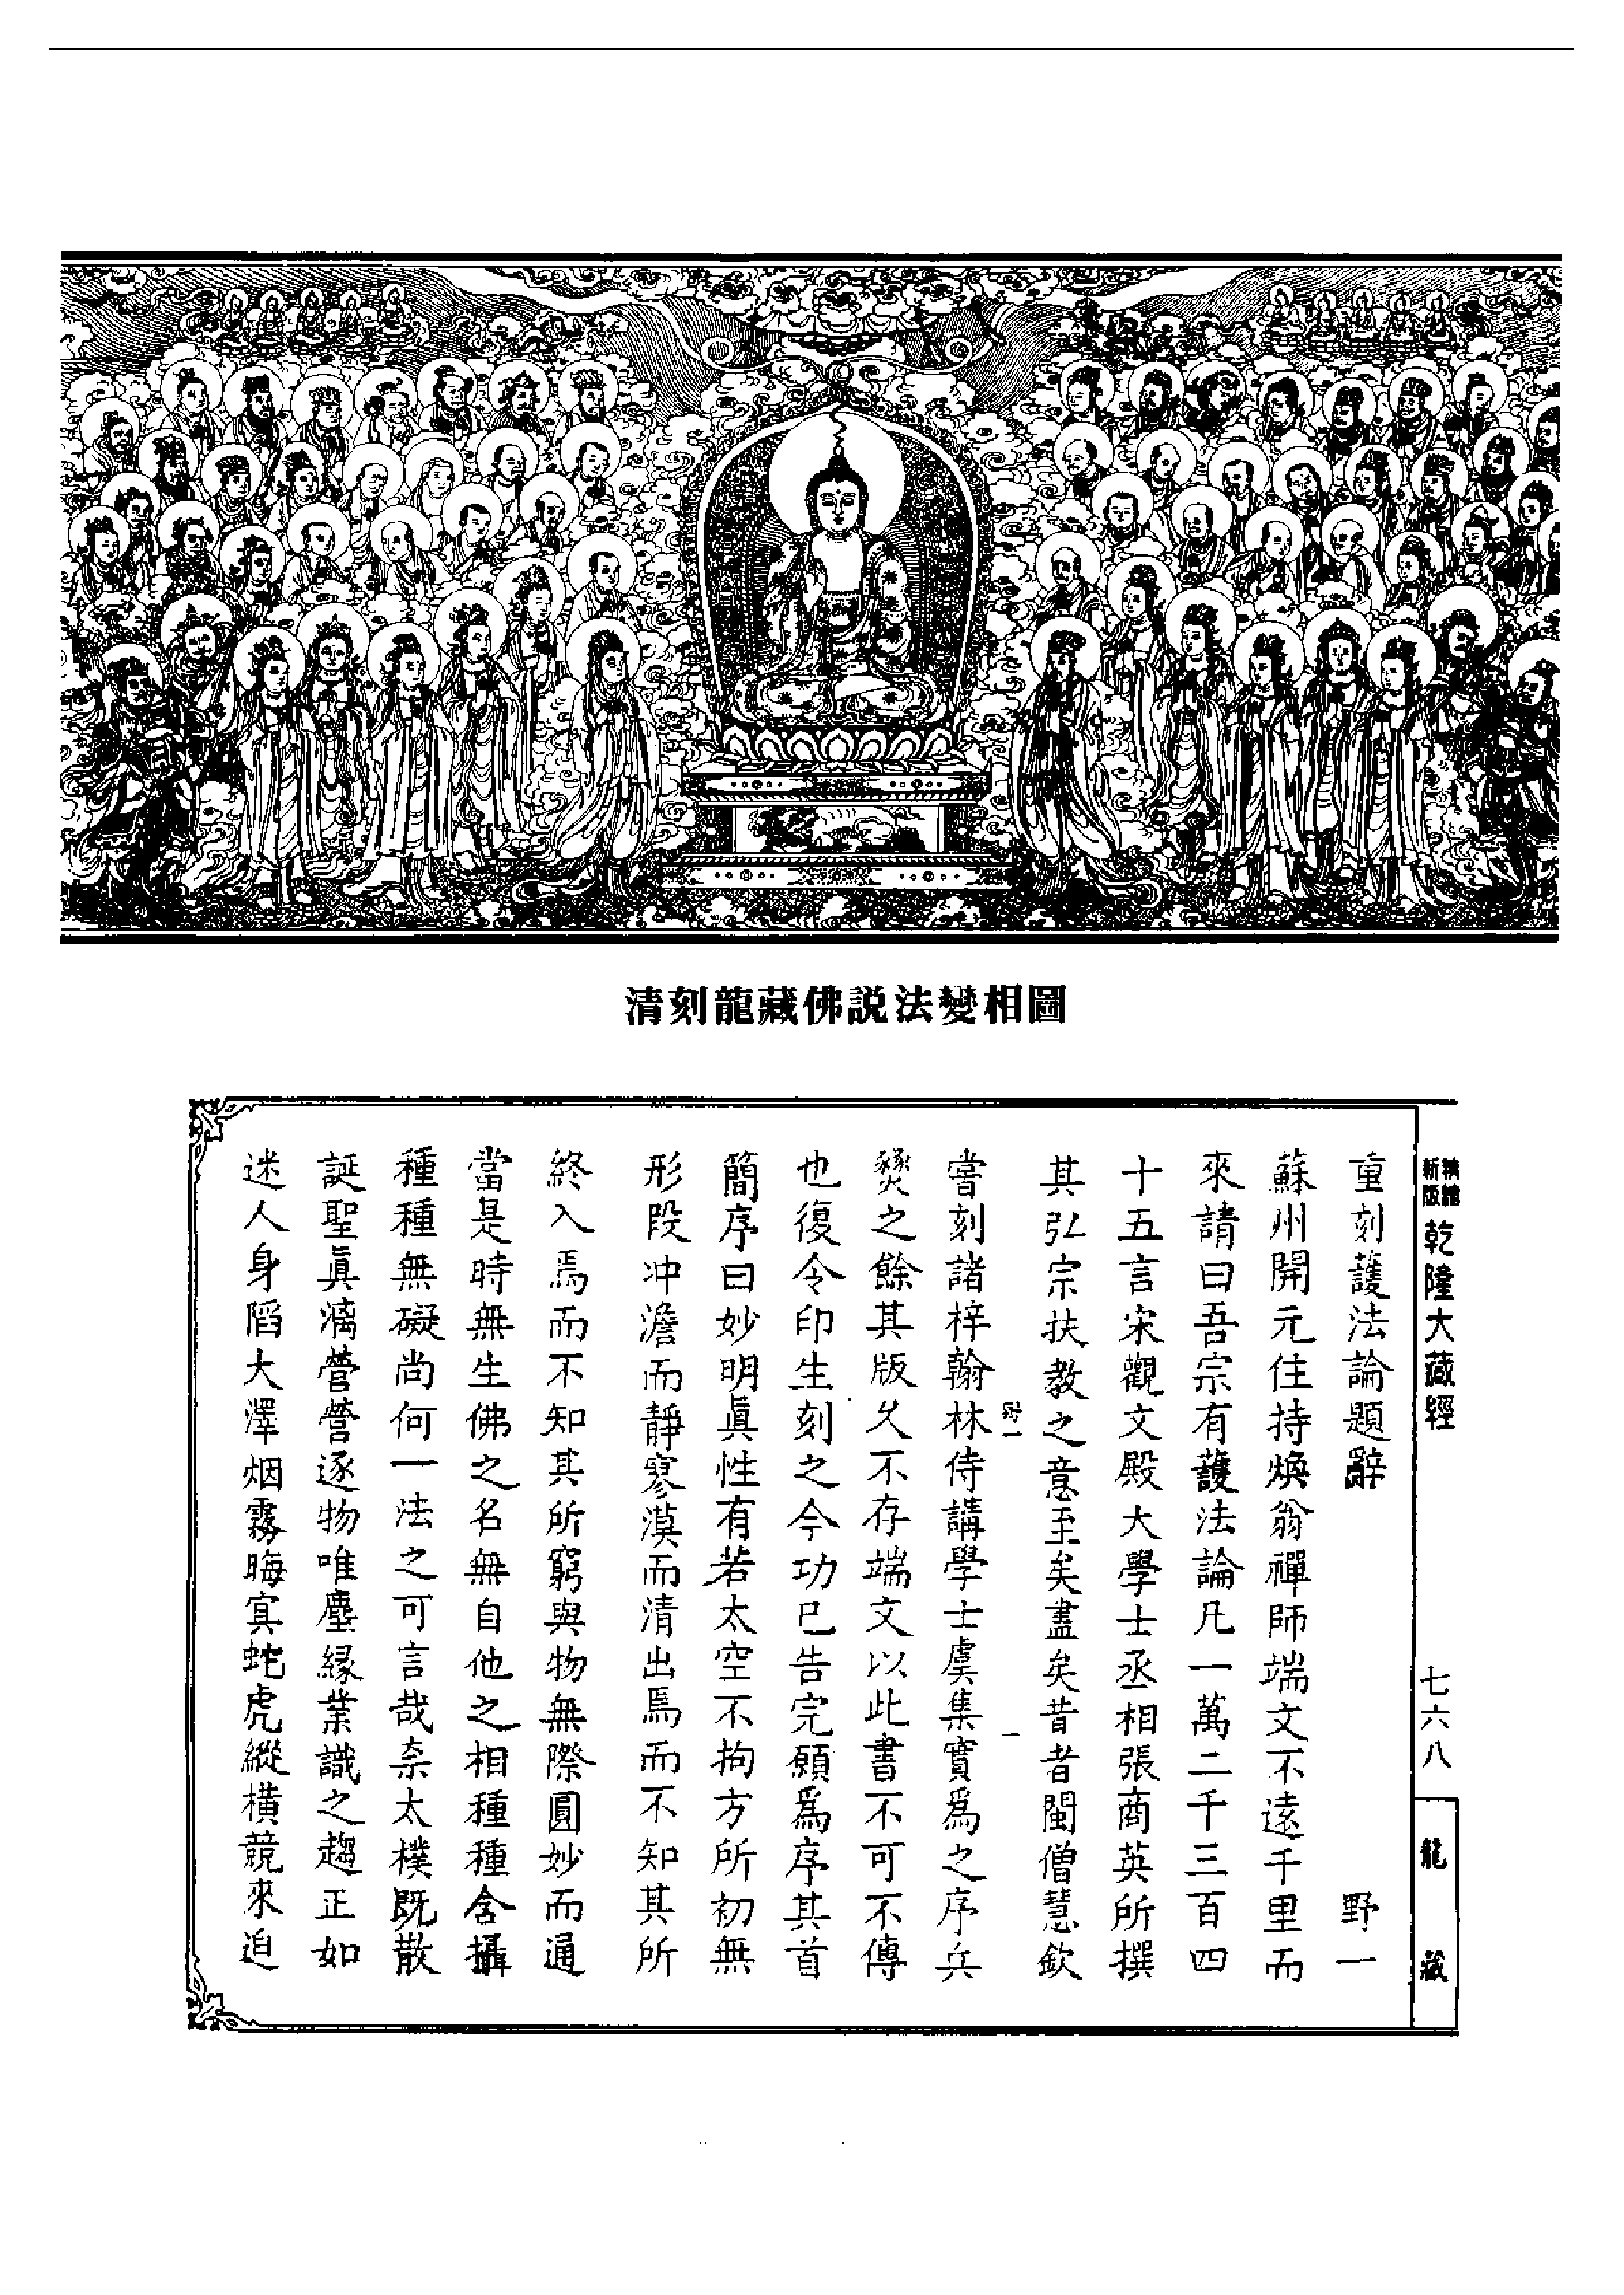 清刻龍藏佛説法變相圖
新版
乾隆大藏經
七六八
龍藏
重刻護法論題辭 野一
蘇州開元住持煥翁禪師端文不遠千里而
來請曰吾宗有護法論凡一萬二千三百四
十五言宋觀文殿大學士丞相張商英所撰
其弘宗扶教之意至矣盡矣昔者閩僧慧欽
嘗刻諸梓翰林侍講學士虞集實爲之序兵
燹之餘其版乆不存端文以此書不可不傳
也復令印生刻之今功已告完願爲序其首
簡序曰妙明眞性有若太空不拘方所初無
形段冲澹而靜寥漠而清出焉而不知其所
終入焉而不知其所窮與物無際圓妙而通
當是時無生佛之名無自他之相種種含攝
種種無礙尚何一法之可言哉柰太樸既散
誕聖眞漓營營逐物唯塵緣業識之趨正如
迷人身陷大澤烟霧晦㝠蛇虎縱橫競來迫